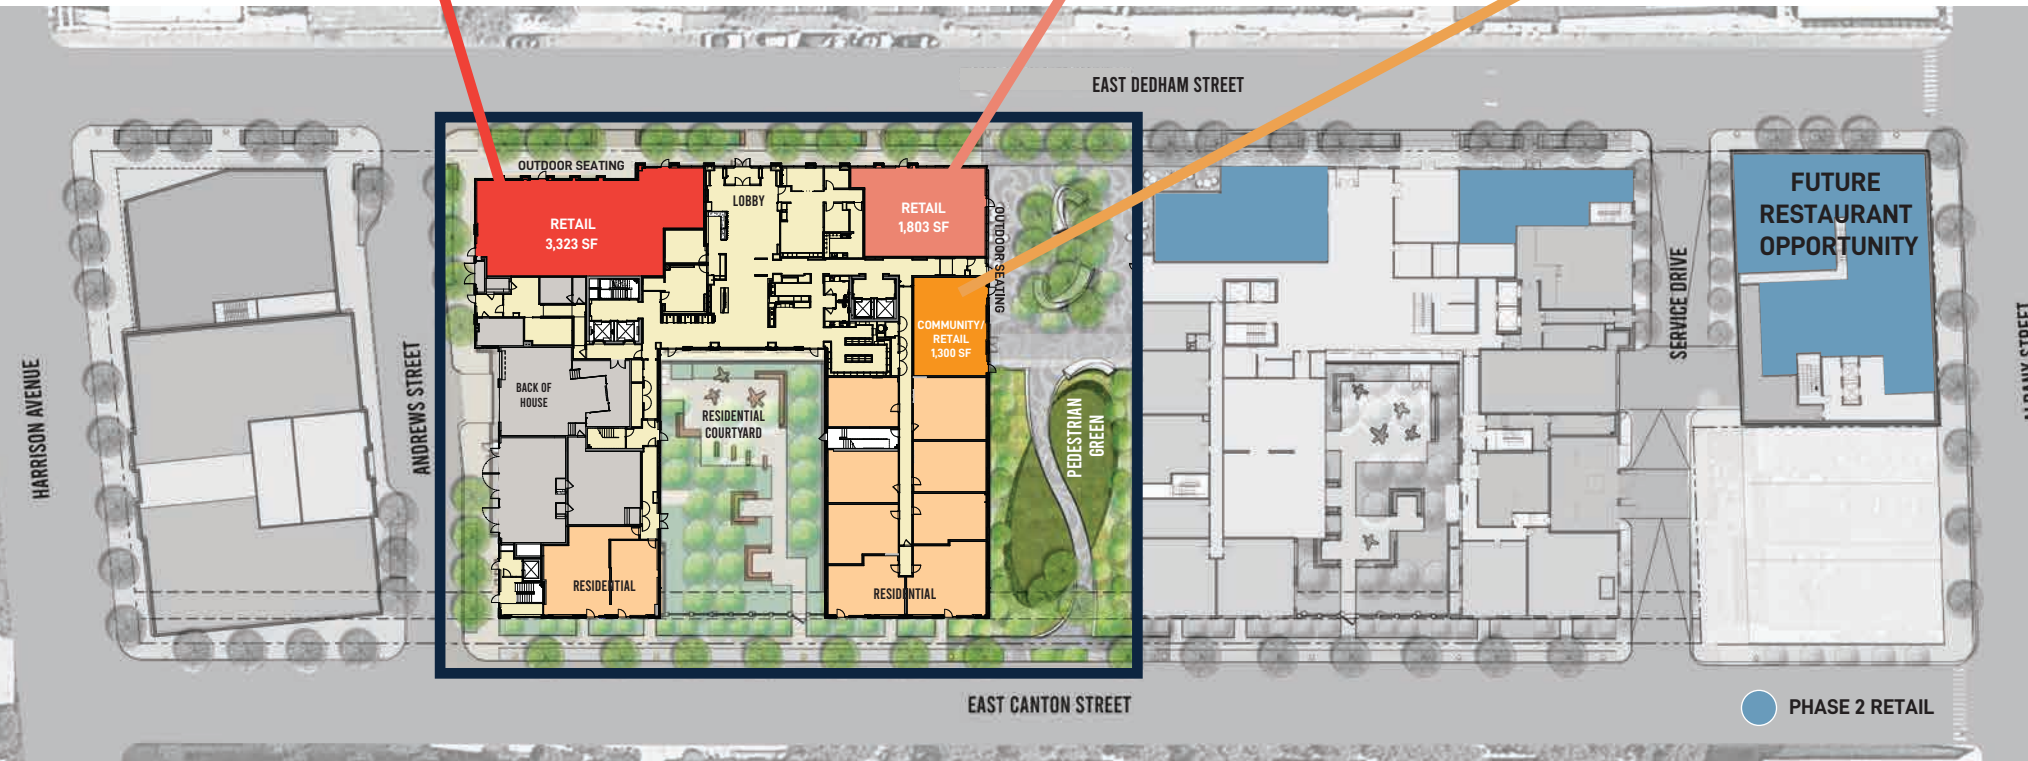 EAST DEDHAM STREET
OUTDOOR SEATING
RETAIL
3,323 SF
LOBBY
RETAIL
1,803 SF
OUTDOOR SEATING
COMMUNITY/
RETAIL
1,300 SF
BACK OF
HOUSE
RESIDENTIAL
COURTYARD
PEDESTRIAN
GREEN
RESIDENTIAL
RESIDENTIAL
HARRISON AVENUE
ANDREWS STREET
SERVICE DRIVE
FUTURE
RESTAURANT
OPPORTUNITY
EAST CANTON STREET
PHASE 2 RETAIL